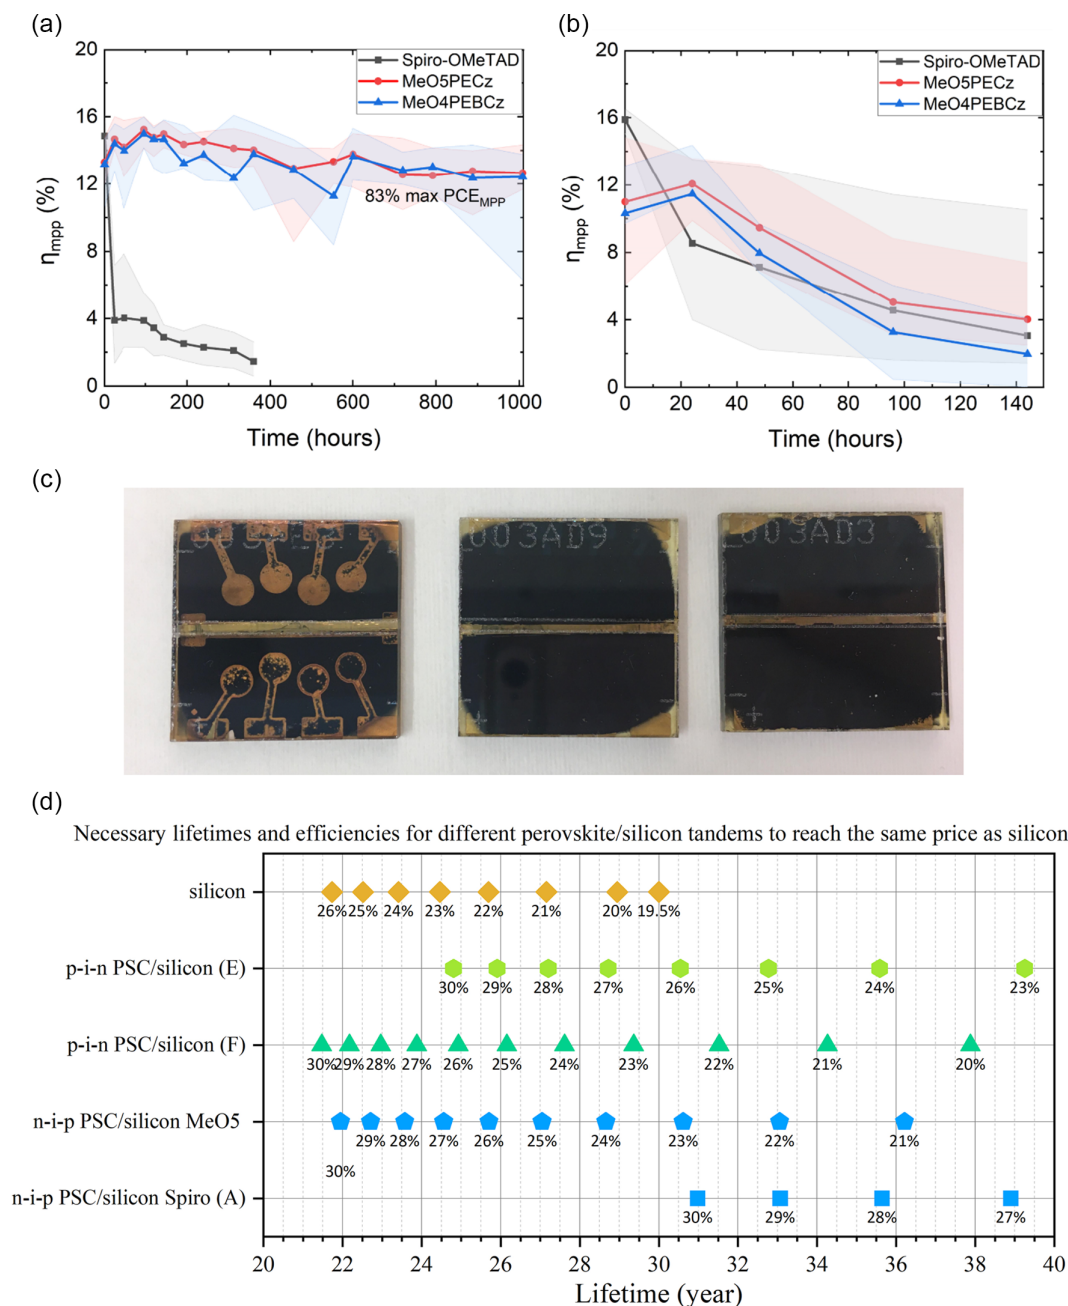 (a)
20
16
12
8
4
0
η_mpp (%)
Spiro-OMeTAD
MeO5PECz
MeO4PEBCz
83% max PCE_MPP
0 200 400 600 800 1000
Time (hours)
(b)
20
16
12
8
4
0
η_mpp (%)
Spiro-OMeTAD
MeO5PECz
MeO4PEBCz
0 20 40 60 80 100 120 140
Time (hours)
(c)
003AD9
003AD3
(d)
Necessary lifetimes and efficiencies for different perovskite/silicon tandems to reach the same price as silicon
silicon
26% 25% 24% 23% 22% 21% 20% 19.5%
p-i-n PSC/silicon (E)
30% 29% 28% 27% 26% 25% 24% 23%
p-i-n PSC/silicon (F)
30% 29% 28% 27% 26% 25% 24% 23% 22% 21% 20%
n-i-p PSC/silicon MeO5
30% 29% 28% 27% 26% 25% 24% 23% 22% 21%
n-i-p PSC/silicon Spiro (A)
30% 29% 28% 27%
20 22 24 26 28 30 32 34 36 38 40
Lifetime (year)